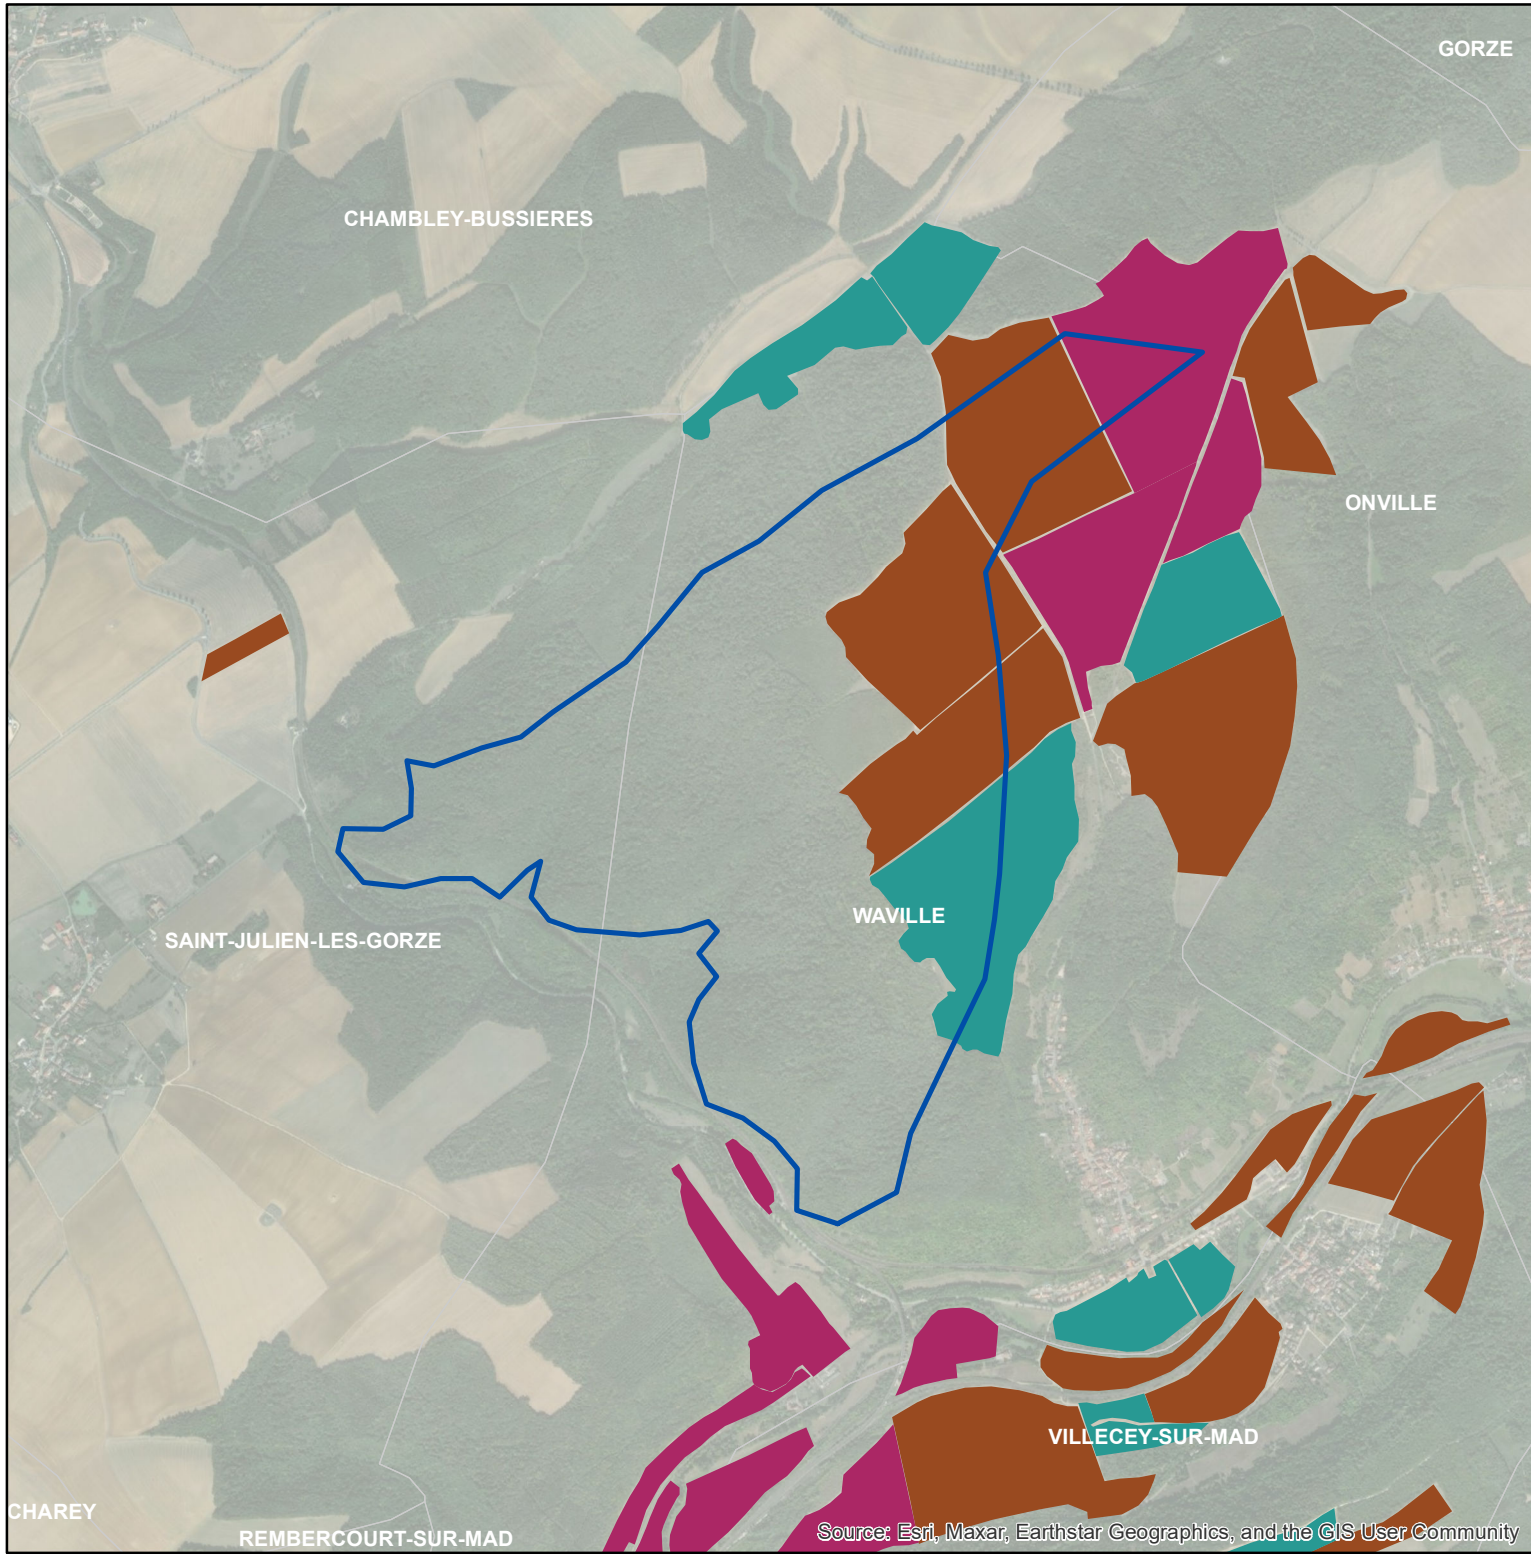 GORZE
CHAMBLEY-BUSSIERES
ONVILLE
WAVILLE
SAINT-JULIEN-LES-GORZE
VILLECEY-SUR-MAD
CHAREY
REMBERCOURT-SUR-MAD
Source: Esri, Maxar, Earthstar Geographics, and the GIS User Community